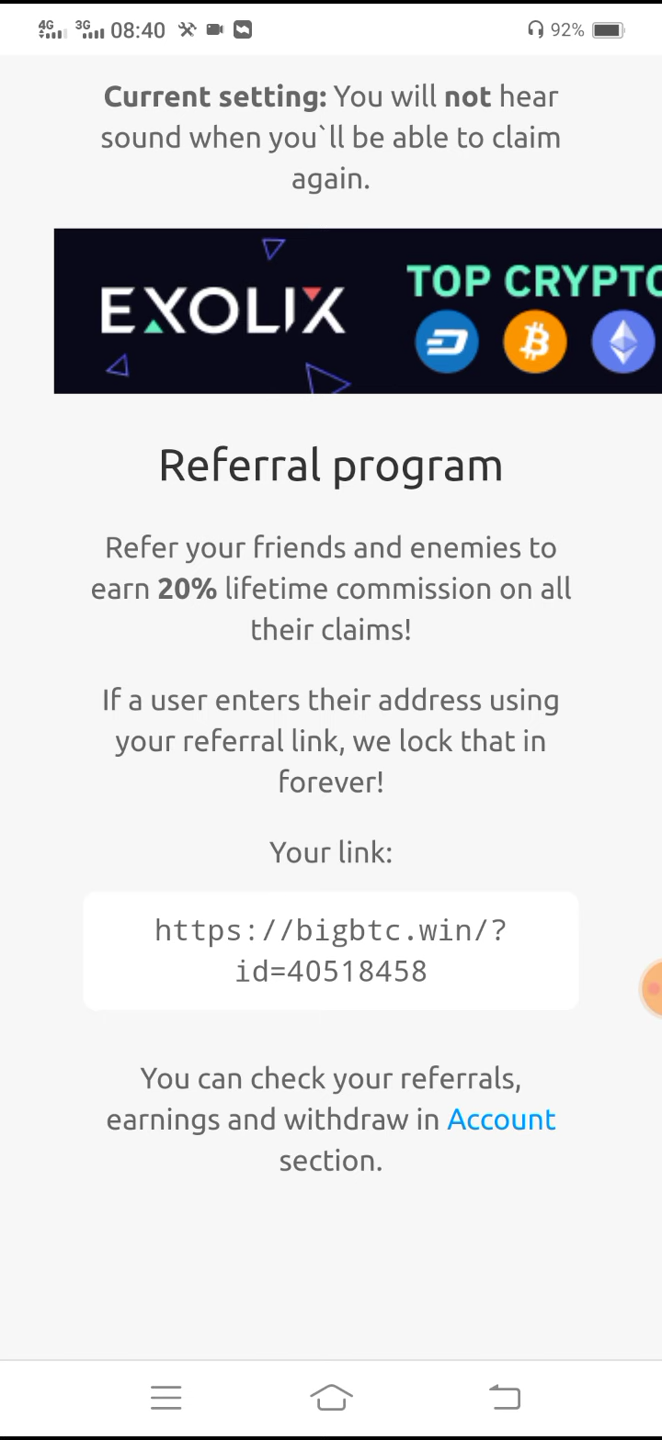 4G 3G 08:40 92%
Current setting: You will not hear
sound when you`ll be able to claim
again.
EXOLIX
TOP CRYPTO
Referral program
Refer your friends and enemies to
earn 20% lifetime commission on all
their claims!
If a user enters their address using
your referral link, we lock that in
forever!
Your link:
https://bigbtc.win/?
id=40518458
You can check your referrals,
earnings and withdraw in Account
section.